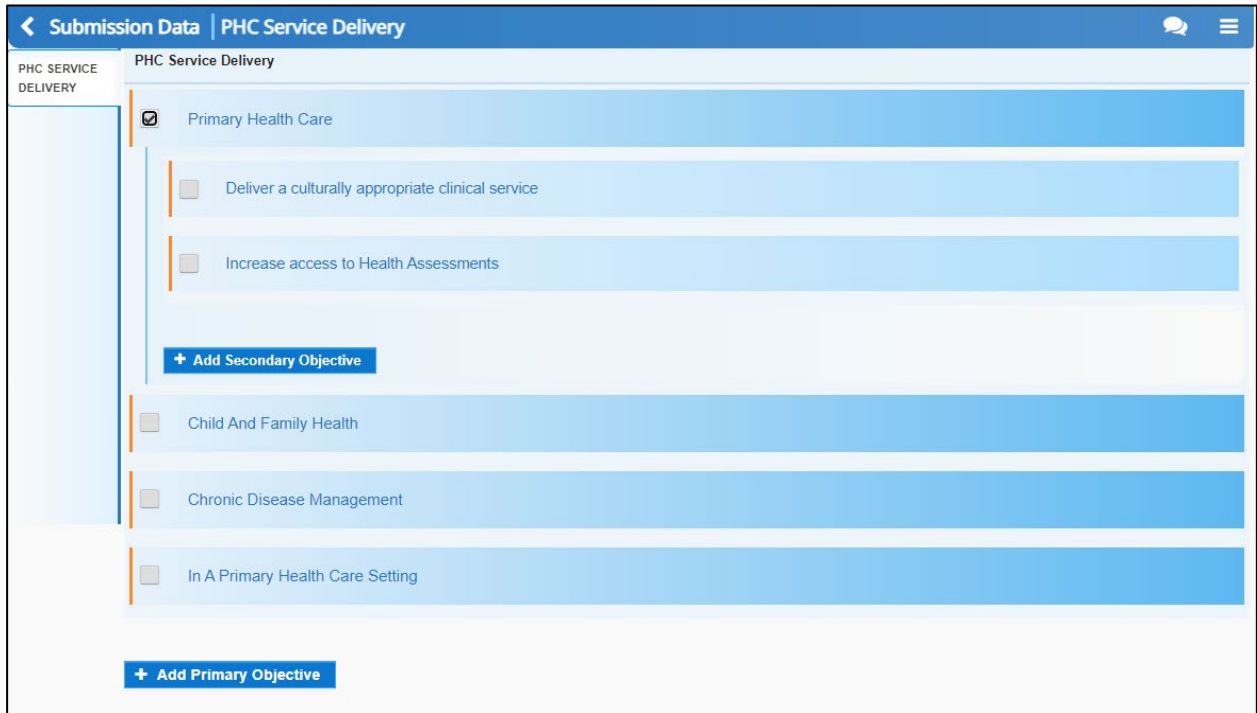 Submission Data | PHC Service Delivery
PHC SERVICE
DELIVERY
PHC Service Delivery
Primary Health Care
Deliver a culturally appropriate clinical service
Increase access to Health Assessments
+ Add Secondary Objective
Child And Family Health
Chronic Disease Management
In A Primary Health Care Setting
+ Add Primary Objective